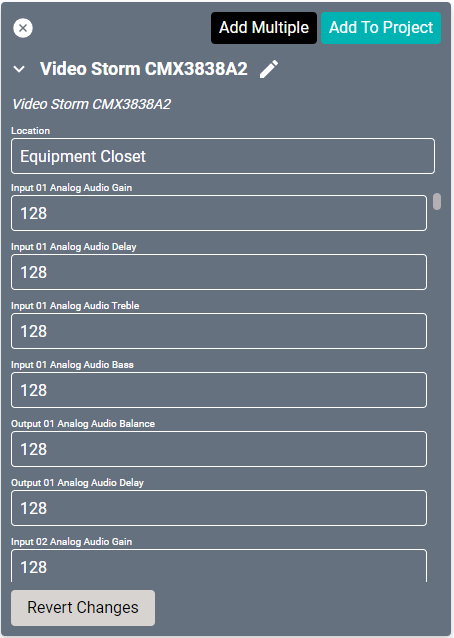 Add Multiple
Add To Project
Video Storm CMX3838A2
Video Storm CMX3838A2
Location
Equipment Closet
Input 01 Analog Audio Gain
128
Input 01 Analog Audio Delay
128
Input 01 Analog Audio Treble
128
Input 01 Analog Audio Bass
128
Output 01 Analog Audio Balance
128
Output 01 Analog Audio Delay
128
Input 02 Analog Audio Gain
128
Revert Changes